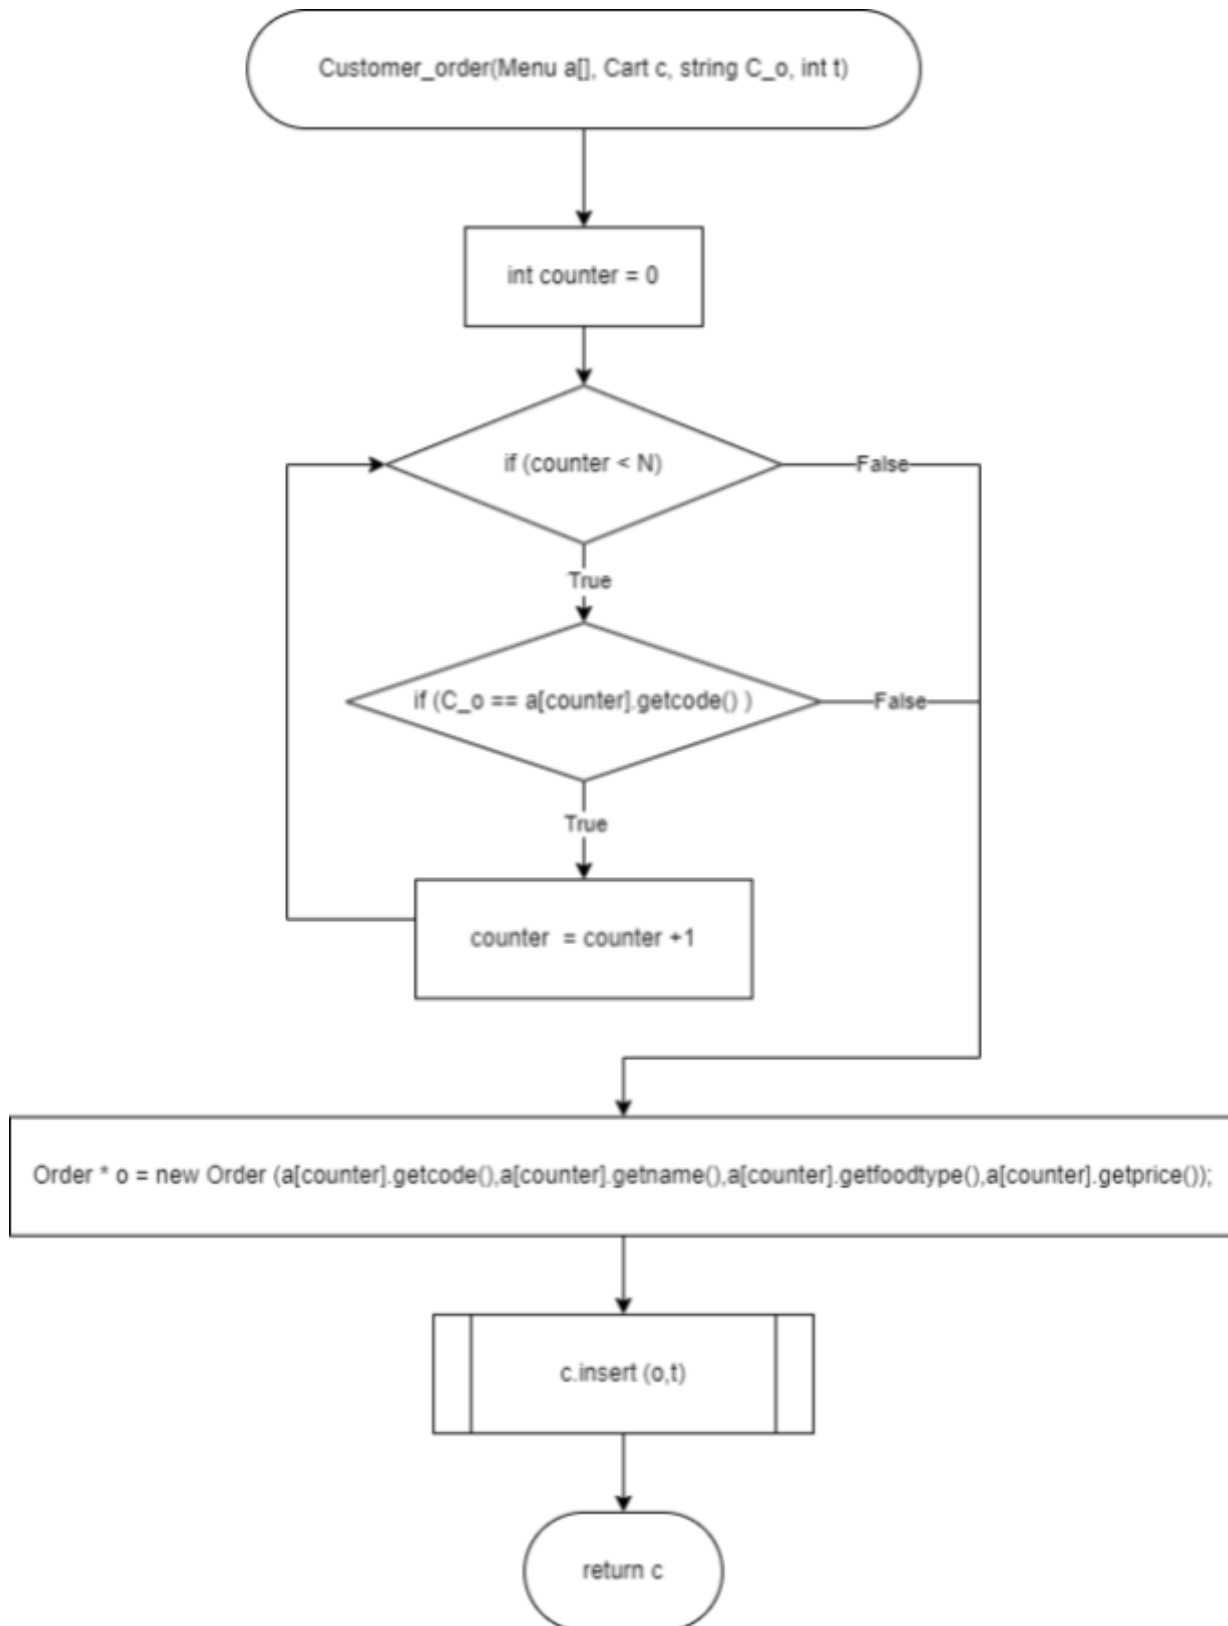 Customer_order(Menu a[], Cart c, string C_o, int t)
int counter = 0
if (counter < N)
False
True
if (C_o == a[counter].getcode() )
False
True
counter  = counter +1
Order * o = new Order (a[counter].getcode(),a[counter].getname(),a[counter].getfoodtype(),a[counter].getprice());
c.insert (o,t)
return c